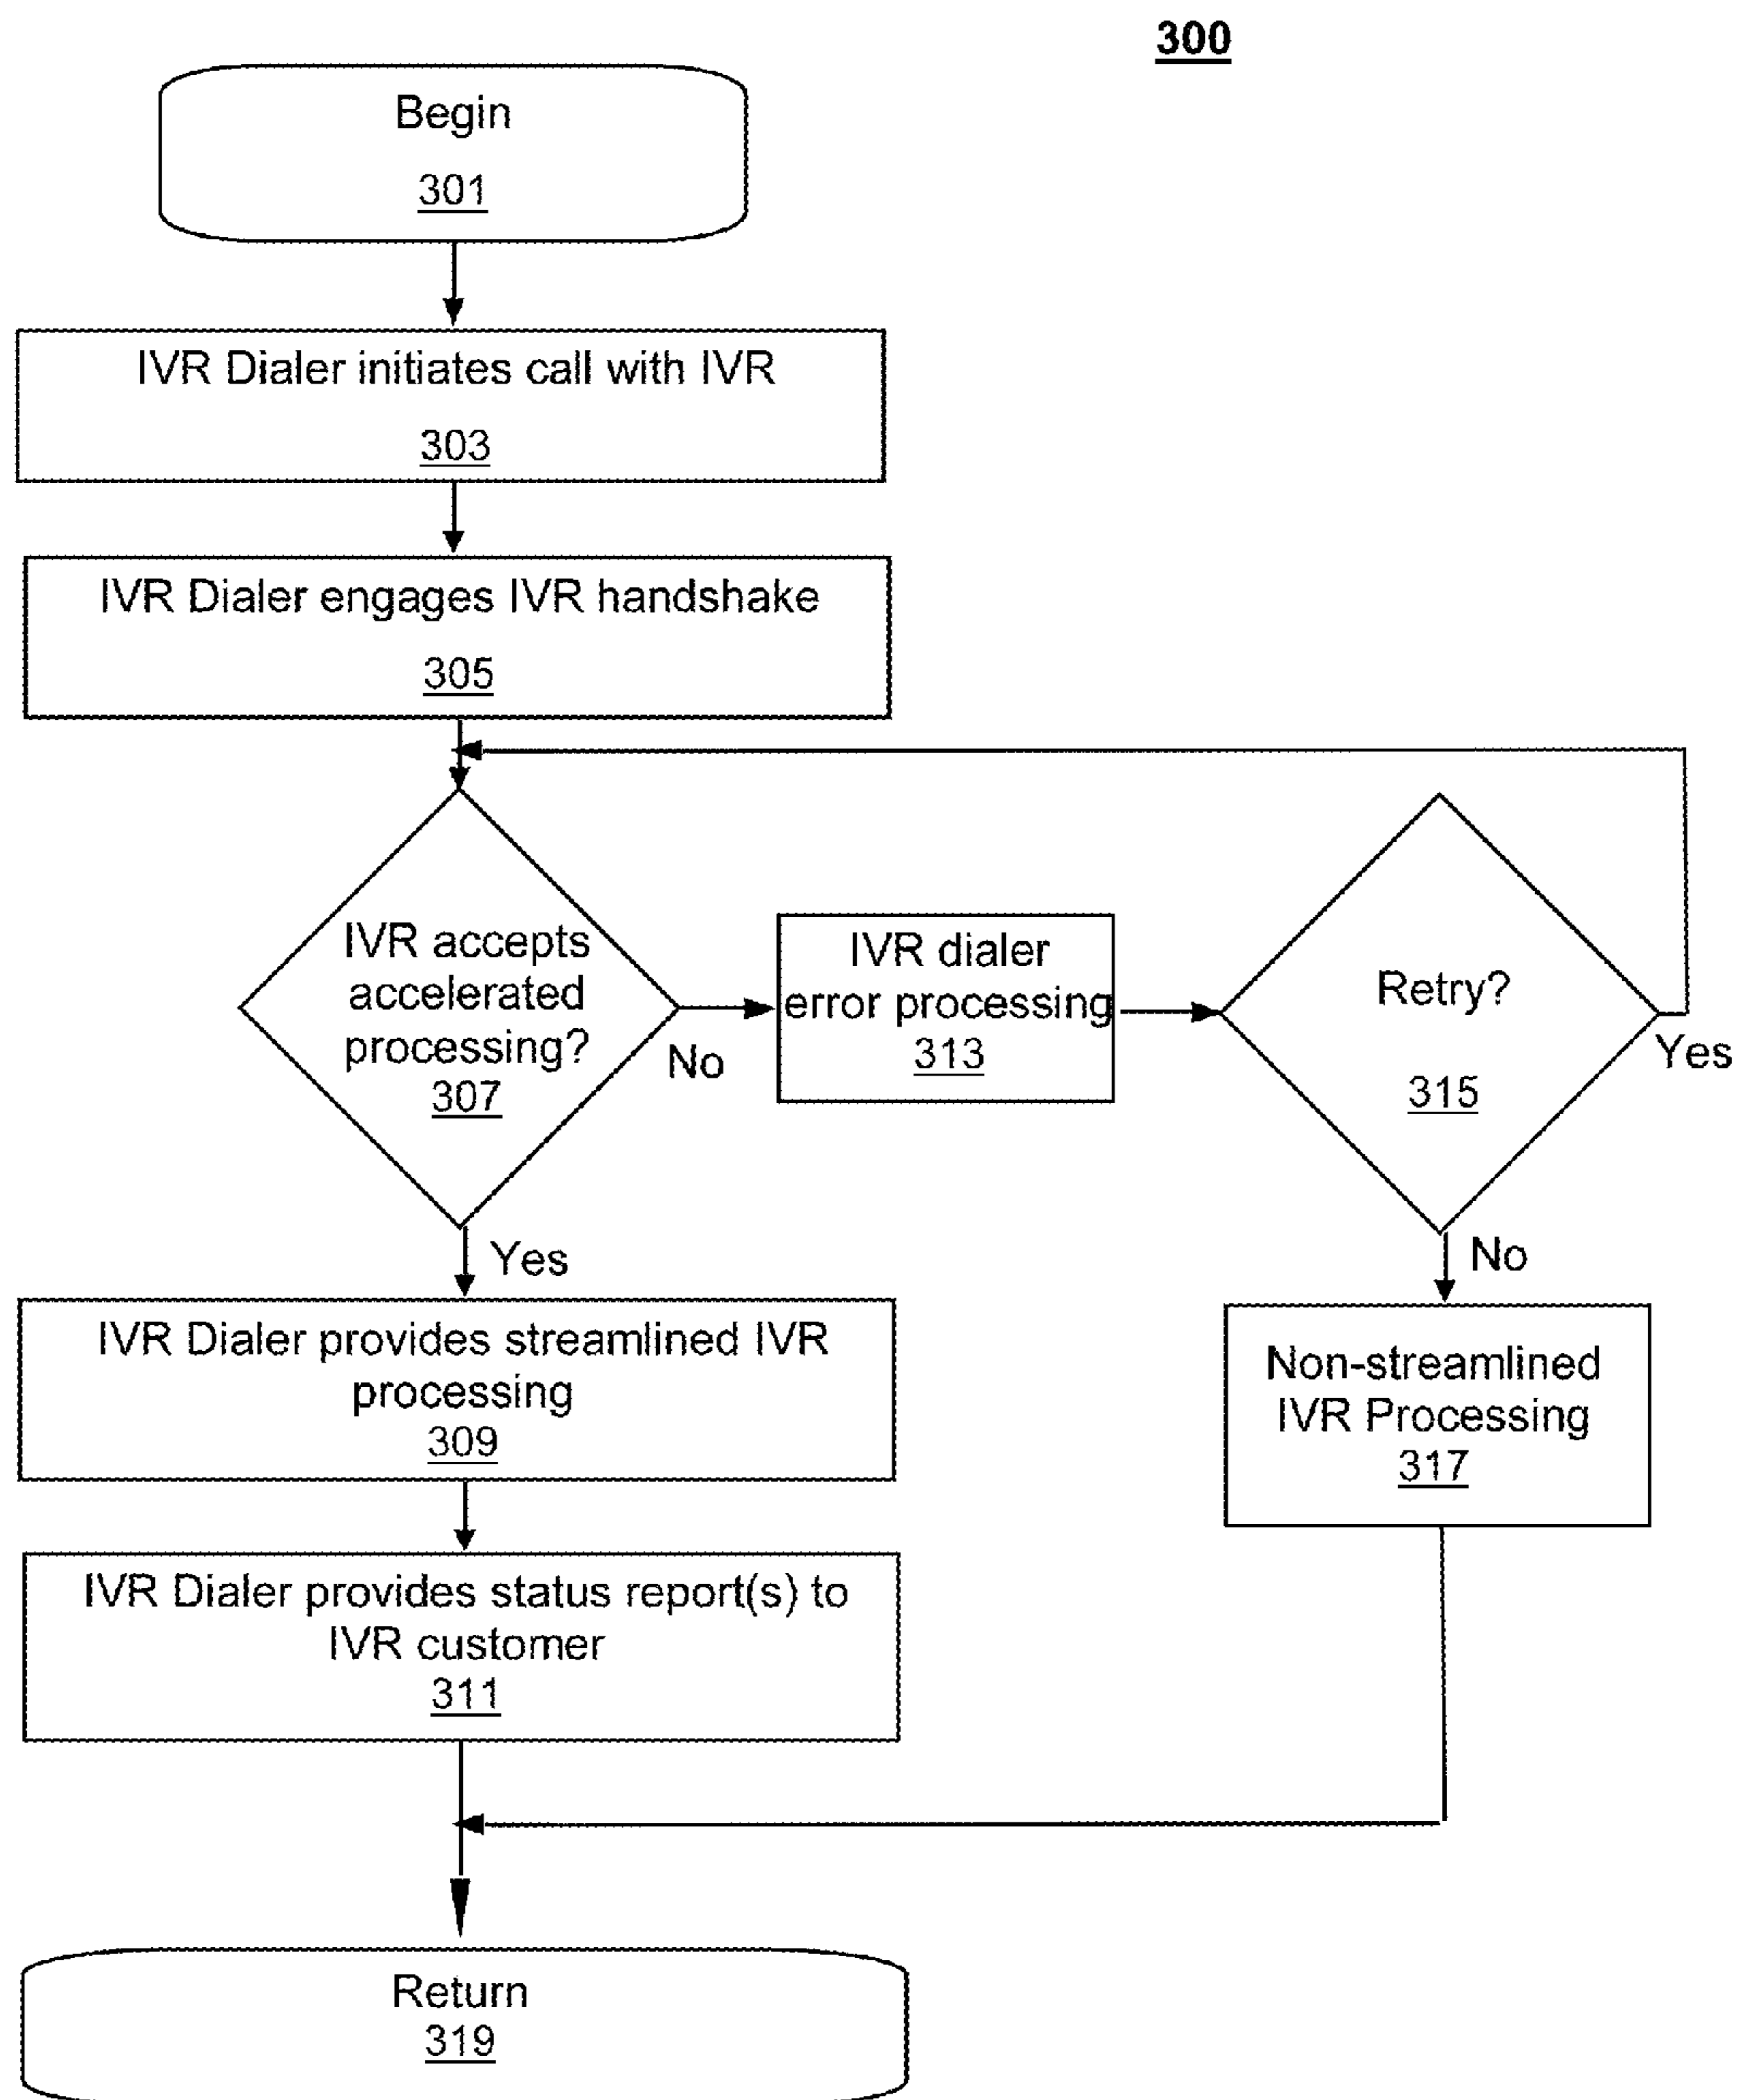 300
Begin
301
IVR Dialer initiates call with IVR
303
IVR Dialer engages IVR handshake
305
IVR accepts
accelerated
processing?
307
No
IVR dialer
error processing
313
Retry?
315
Yes
Yes
No
IVR Dialer provides streamlined IVR
processing
309
Non-streamlined
IVR Processing
317
IVR Dialer provides status report(s) to
IVR customer
311
Return
319